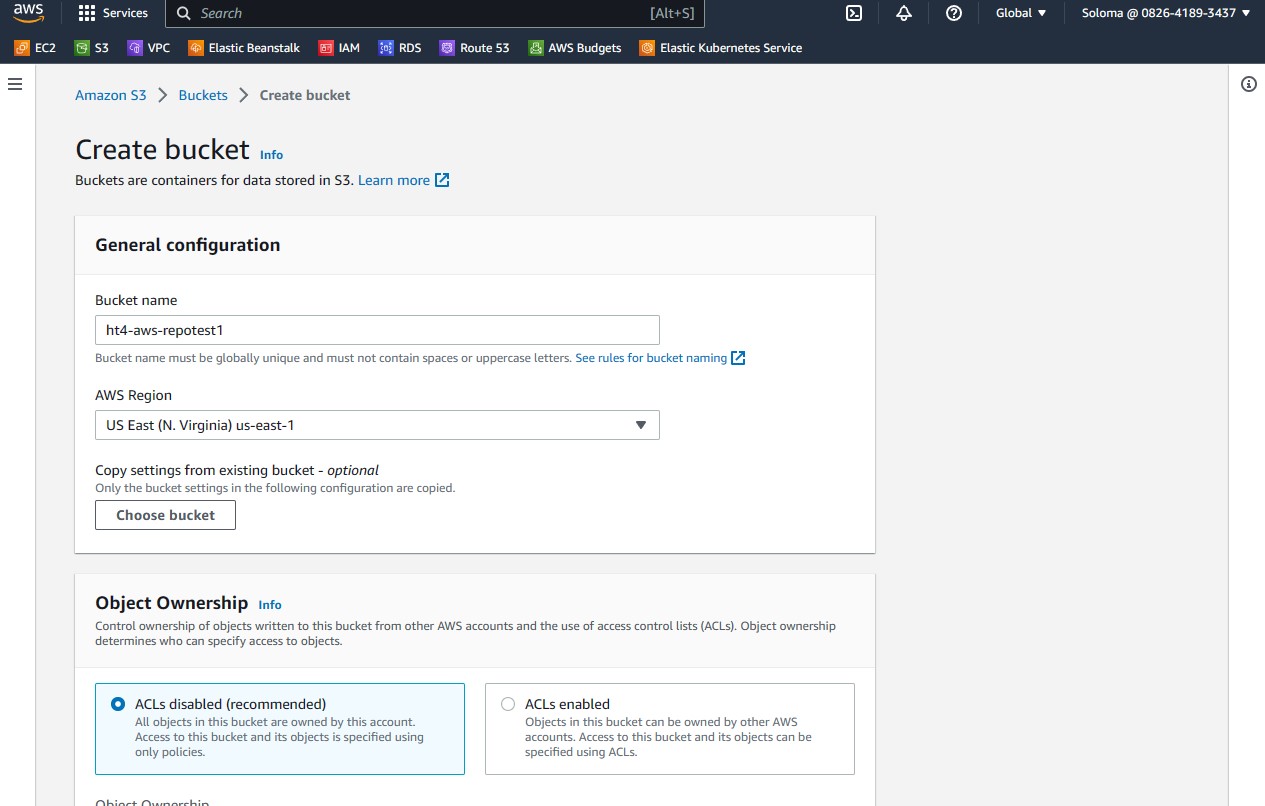 aws
Services
Search
[Alt+S]
Global
Soloma @ 0826-4189-3437
EC2
S3
VPC
Elastic Beanstalk
IAM
RDS
Route 53
AWS Budgets
Elastic Kubernetes Service
Amazon S3
Buckets
Create bucket
Create bucket Info
Buckets are containers for data stored in S3. Learn more
General configuration
Bucket name
ht4-aws-repotest1
Bucket name must be globally unique and must not contain spaces or uppercase letters. See rules for bucket naming
AWS Region
US East (N. Virginia) us-east-1
Copy settings from existing bucket - optional
Only the bucket settings in the following configuration are copied.
Choose bucket
Object Ownership Info
Control ownership of objects written to this bucket from other AWS accounts and the use of access control lists (ACLs). Object ownership
determines who can specify access to objects.
ACLs disabled (recommended)
All objects in this bucket are owned by this account.
Access to this bucket and its objects is specified using
only policies.
ACLs enabled
Objects in this bucket can be owned by other AWS
accounts. Access to this bucket and its objects can be
specified using ACLs.
Object Ownership